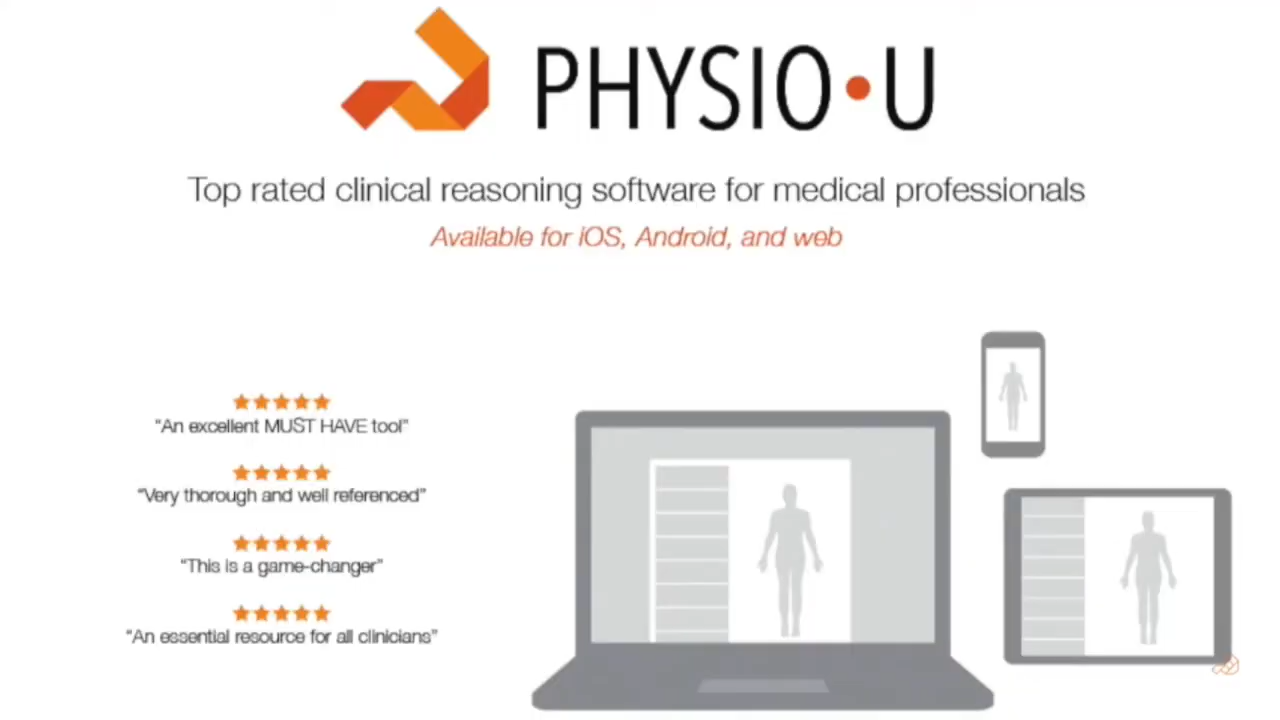 PHYSIO•U
Top rated clinical reasoning software for medical professionals
Available for iOS, Android, and web
“An excellent MUST HAVE tool”
“Very thorough and well referenced”
“This is a game-changer”
“An essential resource for all clinicians”